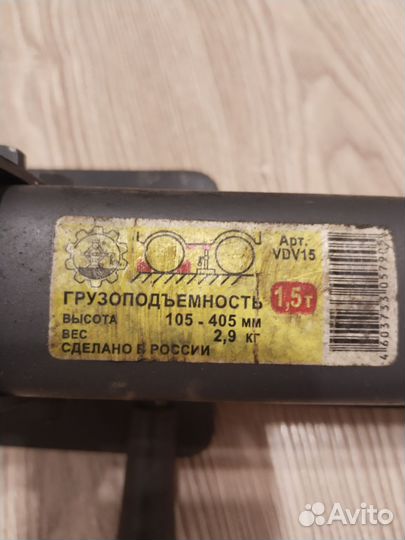 Арт.
VDV15
ГРУЗОПОДЪЕМНОСТЬ 1,5т
ВЫСОТА 105 - 405 мм
ВЕС 2,9 кг
СДЕЛАНО В РОССИИ
Avito